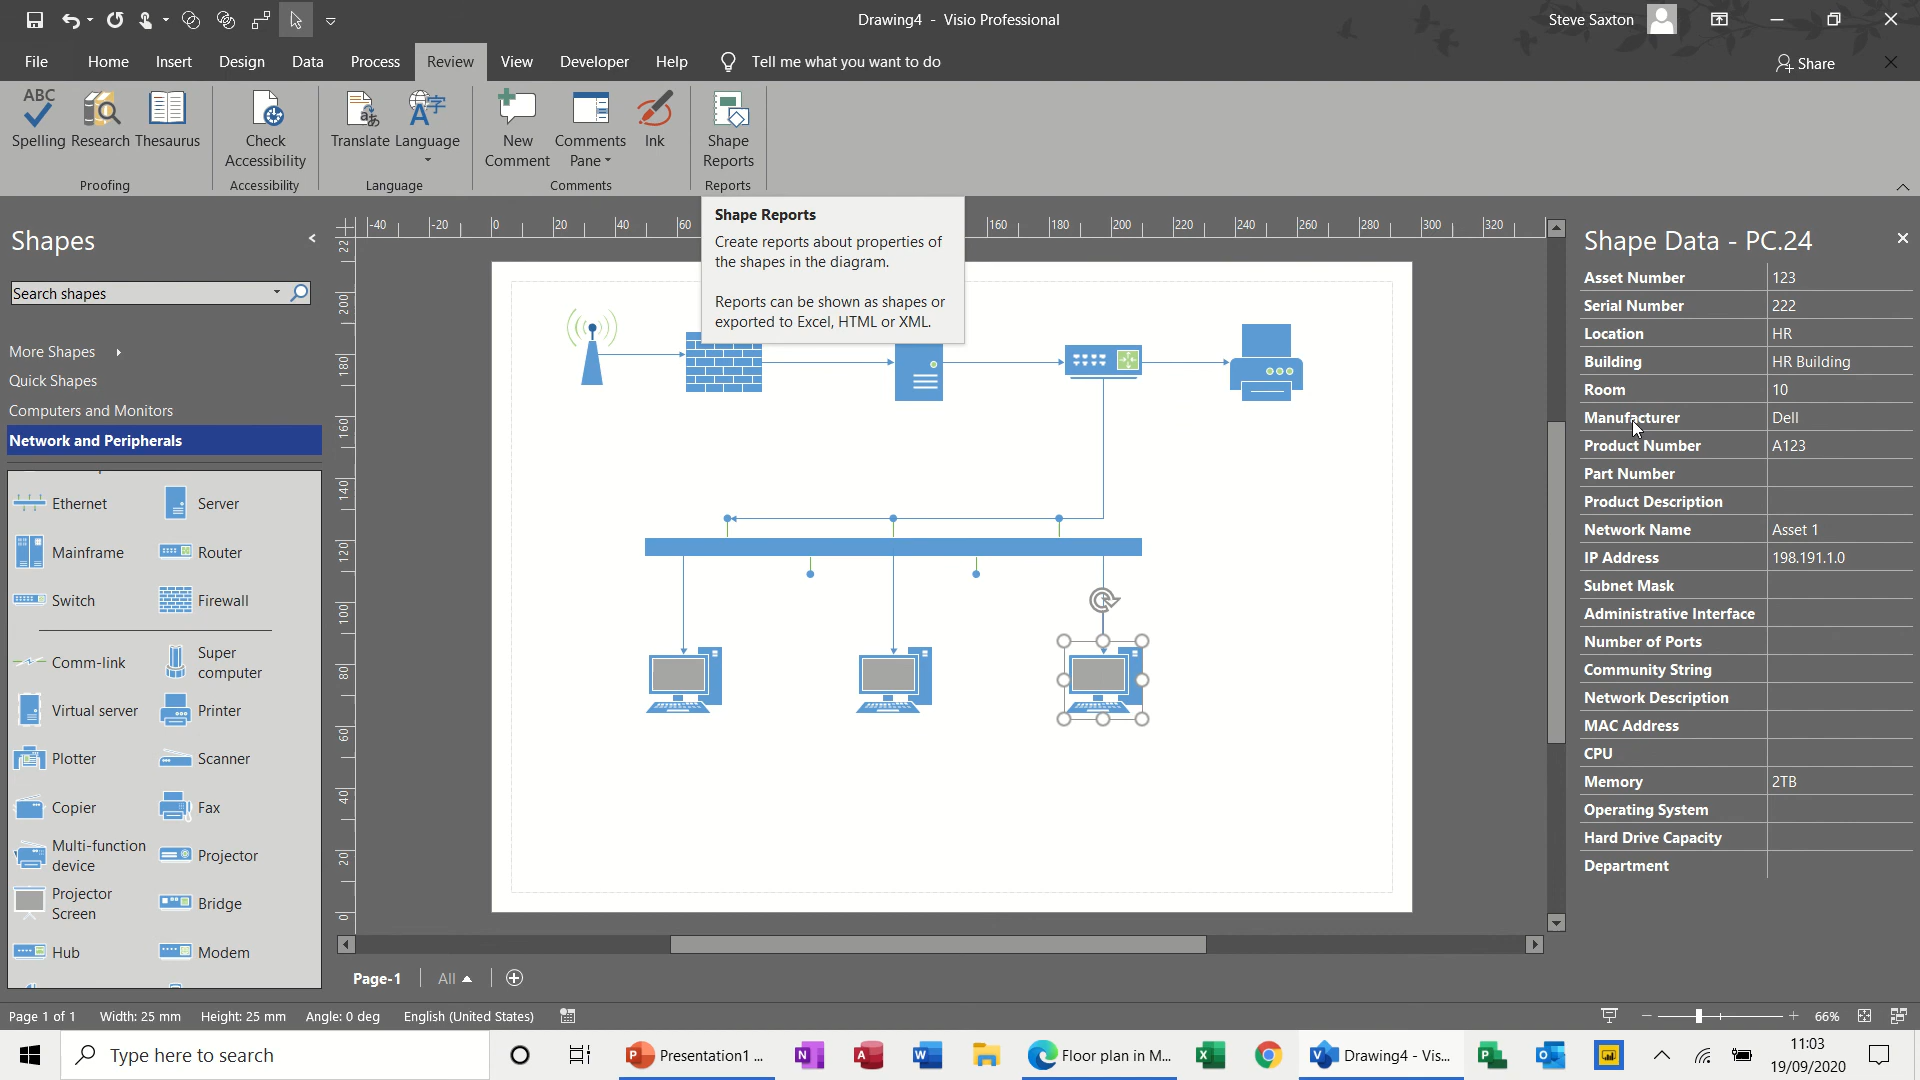 Drawing4 - Visio Professional
Steve Saxton
File Home Insert Design Data Process Review View Developer Help Tell me what you want to do
Share
ABC
Spelling Research Thesaurus
Check
Accessibility
Translate Language
New
Comment
Comments
Pane
Ink
Shape
Reports
Proofing Accessibility Language Comments Reports
Shapes
Search shapes
More Shapes
Quick Shapes
Computers and Monitors
Network and Peripherals
Ethernet Server
Mainframe Router
Switch Firewall
Comm-link Super
computer
Virtual server Printer
Plotter Scanner
Copier Fax
Multi-function
device
Projector
Projector
Screen
Bridge
Hub Modem
-40 -20 0 20 40 60 160 180 200 220 240 260 280 300 320
22
200
180
160
140
120
100
80
60
40
20
0
Shape Reports
Create reports about properties of
the shapes in the diagram.
Reports can be shown as shapes or
exported to Excel, HTML or XML.
Shape Data - PC.24
Asset Number 123
Serial Number 222
Location HR
Building HR Building
Room 10
Manufacturer Dell
Product Number A123
Part Number
Product Description
Network Name Asset 1
IP Address 198.191.1.0
Subnet Mask
Administrative Interface
Number of Ports
Community String
Network Description
MAC Address
CPU
Memory 2TB
Operating System
Hard Drive Capacity
Department
Page-1 All
Page 1 of 1 Width: 25 mm Height: 25 mm Angle: 0 deg English (United States)
66%
Type here to search
Presentation1 ...
Floor plan in M...
Drawing4 - Vis...
11:03
19/09/2020